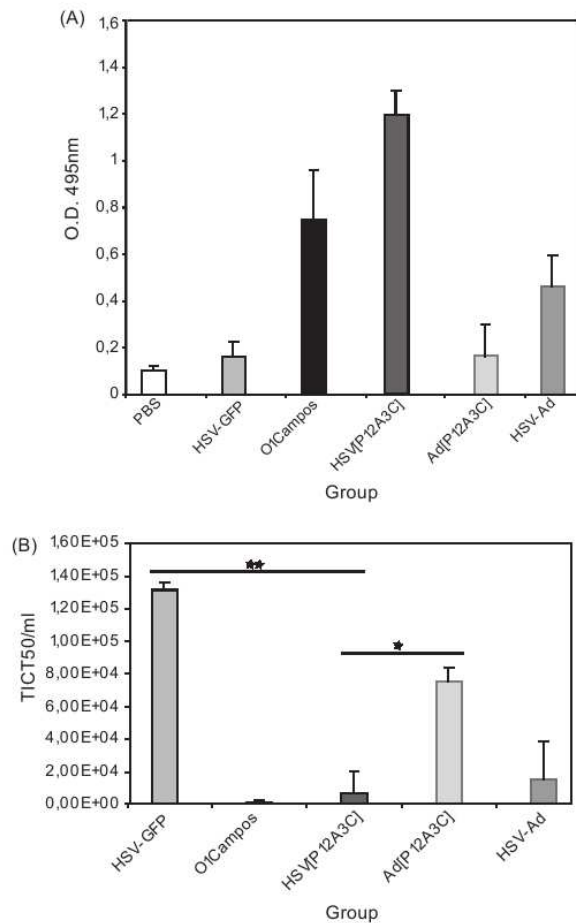 (A)
1,6
1,4
1,2
1
0,8
0,6
0,4
0,2
0
O.D. 495nm
PBS
HSV-GFP
O1Campos
HSV[P12A3C]
Ad[P12A3C]
HSV-Ad
Group
(B)
1,60E+05
1,40E+05
1,20E+05
1,00E+05
8,00E+04
6,00E+04
4,00E+04
2,00E+04
0,00E+00
TICT50/ml
**
*
HSV-GFP
O1Campos
HSV[P12A3C]
Ad[P12A3C]
HSV-Ad
Group